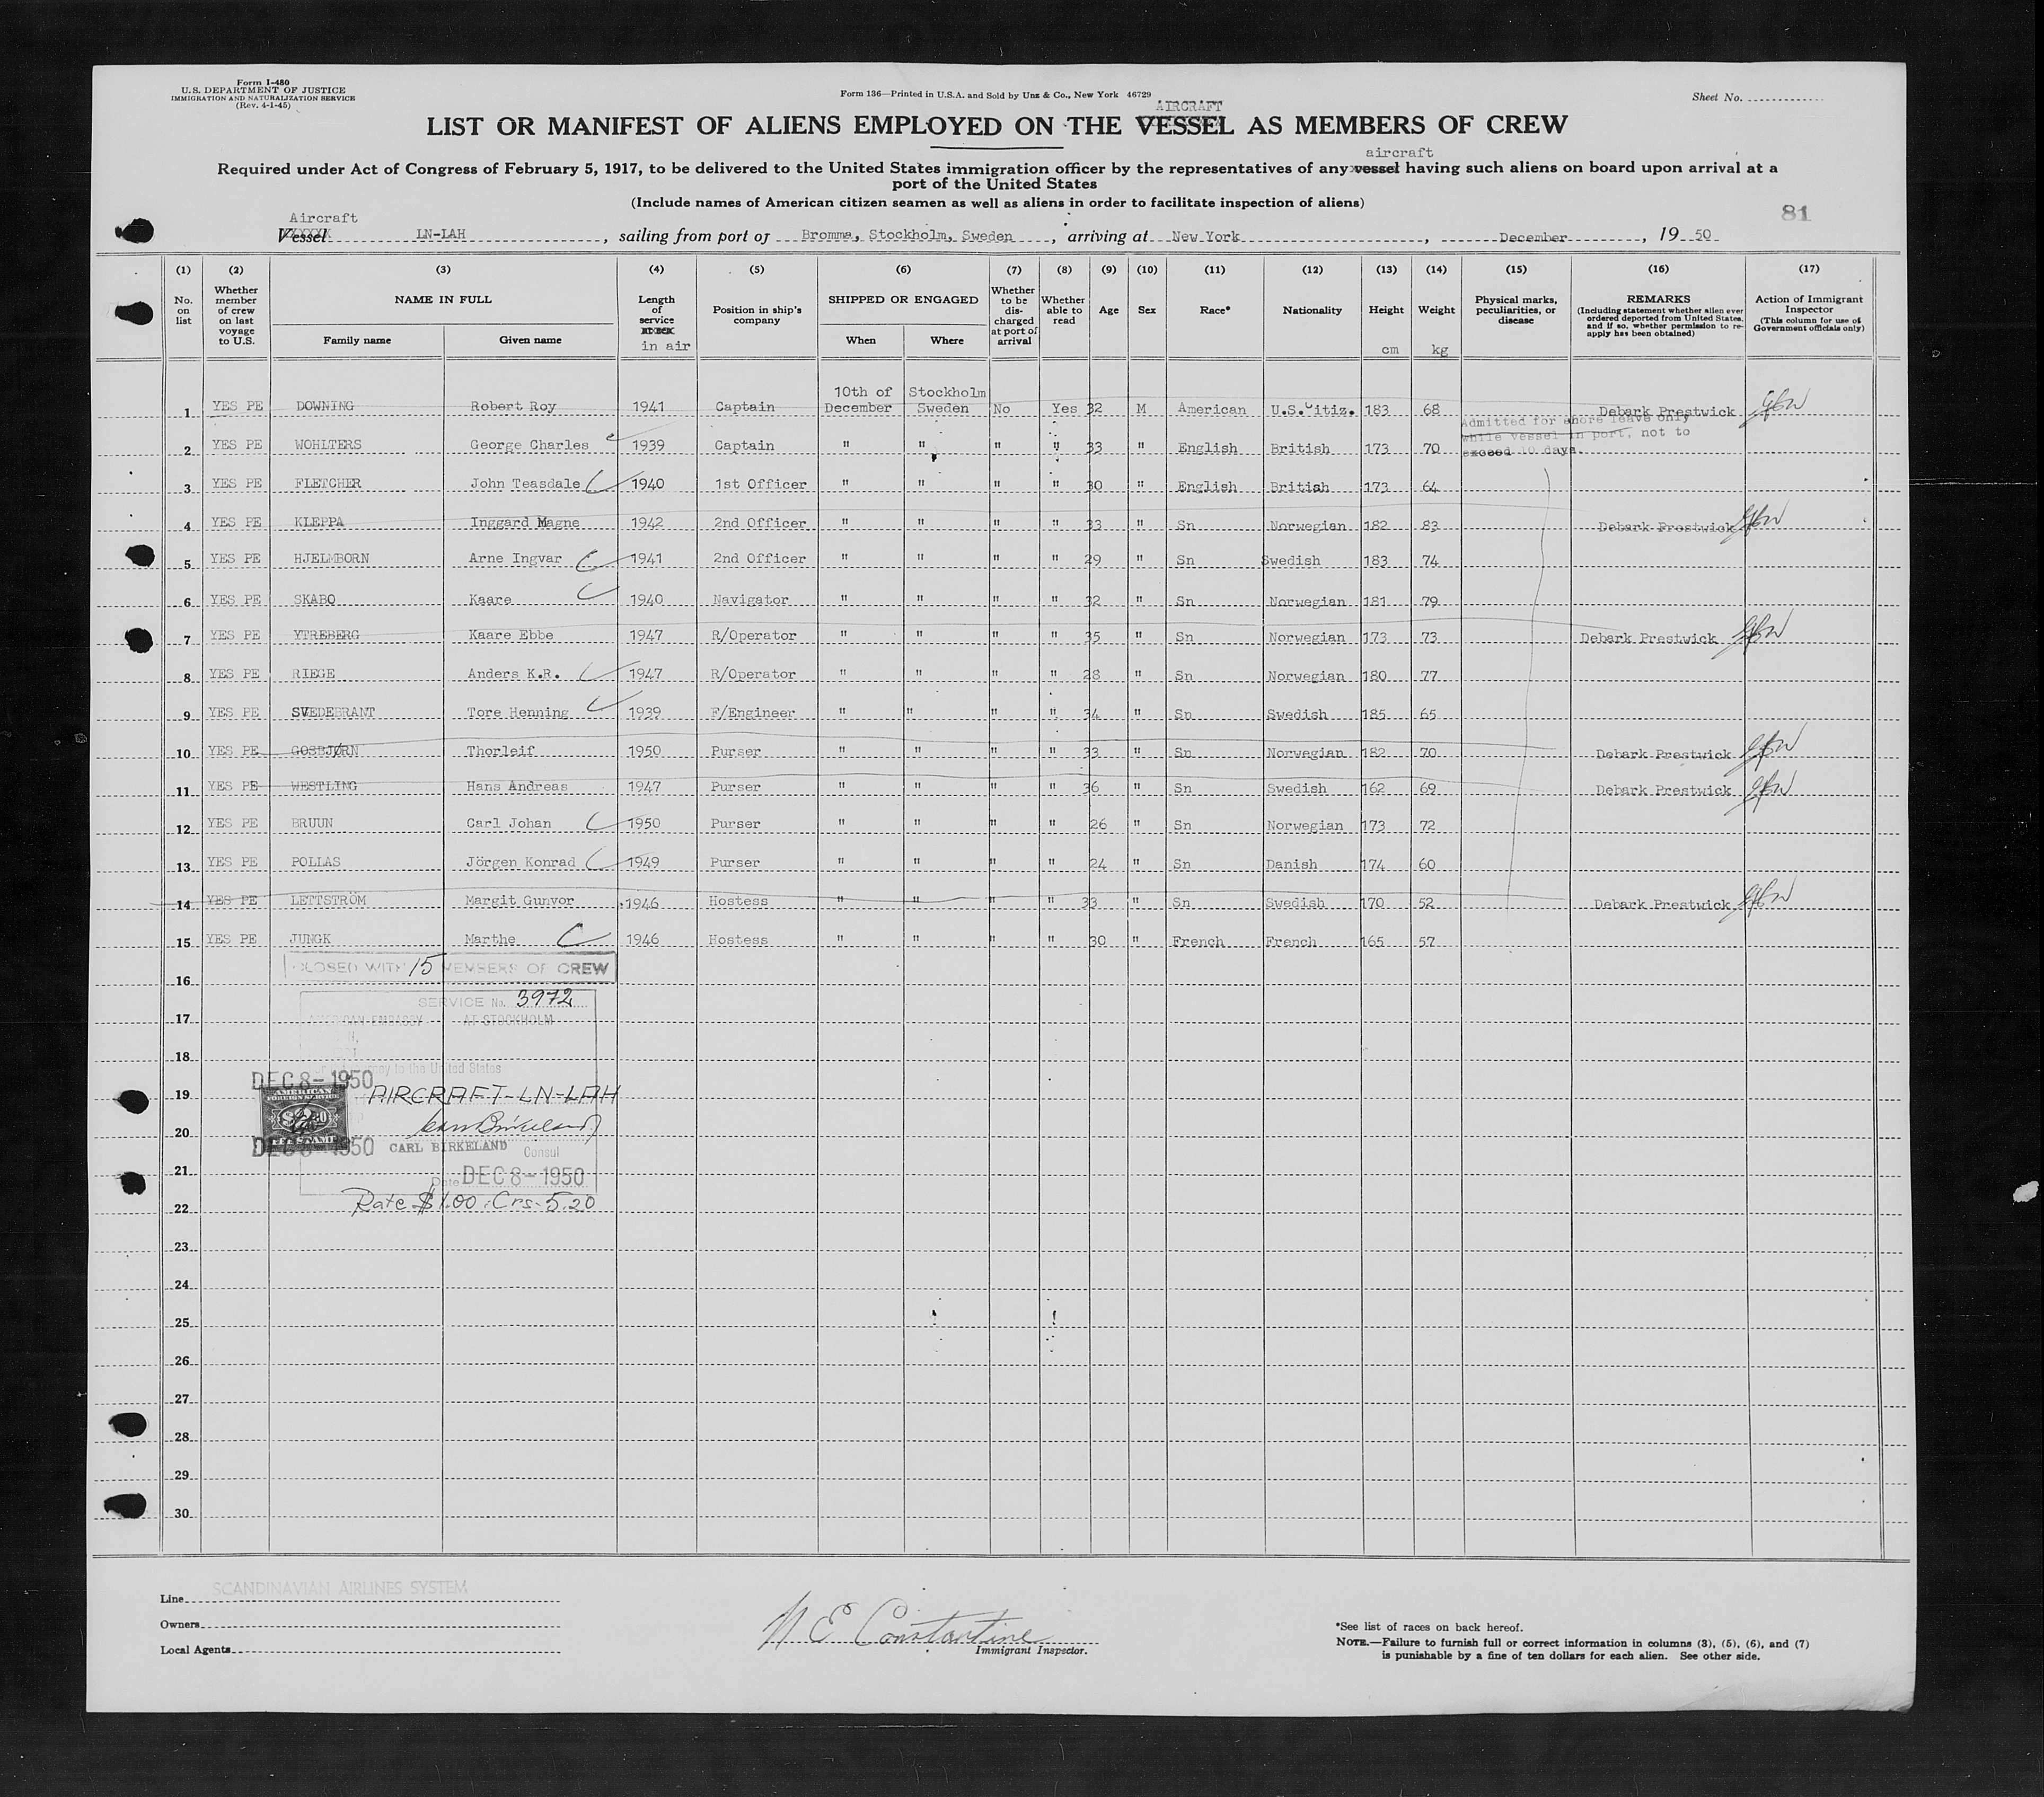 Form I-480
U.S. DEPARTMENT OF JUSTICE
IMMIGRATION AND NATURALIZATION SERVICE
(Rev. 4-1-45)
Form 136—Printed in U.S.A. and Sold by Unz & Co., New York 46729
Sheet No.
AIRCRAFT
LIST OR MANIFEST OF ALIENS EMPLOYED ON THE VESSEL AS MEMBERS OF CREW
aircraft
Required under Act of Congress of February 5, 1917, to be delivered to the United States immigration officer by the representatives of any vessel having such aliens on board upon arrival at a
port of the United States
(Include names of American citizen seamen as well as aliens in order to facilitate inspection of aliens)
81
Aircraft
Vessel LN-LAH, sailing from port of Bromma, Stockholm, Sweden, arriving at New York, December, 19 50
(1) (2) (3) (4) (5) (6) (7) (8) (9) (10) (11) (12) (13) (14) (15) (16) (17)
No. on list
Whether member of crew on last voyage to U.S.
NAME IN FULL
Family name
Given name
Length of service
in air
Position in ship's company
SHIPPED OR ENGAGED
When
Where
Whether to be discharged at port of arrival
Whether able to read
Age
Sex
Race*
Nationality
Height
cm
Weight
kg
Physical marks, peculiarities, or disease
REMARKS
(Including statement whether alien ever ordered deported from United States, and if so, whether permission to re-apply has been obtained)
Action of Immigrant Inspector
(This column for use of Government officials only)
10th of Stockholm
1 YES PE DOWNING Robert Roy 1941 Captain December Sweden No Yes 32 M American U.S.Citiz. 183 68 Debark Prestwick
Admitted for shore leave only
while vessel in port, not to
exceed 10 days.
2 YES PE WOHLTERS George Charles 1939 Captain " " " " 33 " English British 173 70
3 YES PE FLETCHER John Teasdale 1940 1st Officer " " " " 30 " English British 173 64
4 YES PE KLEPPA Inggard Magne 1942 2nd Officer " " " " 33 " Sn Norwegian 182 83 Debark Prestwick
5 YES PE HJELMBORN Arne Ingvar 1941 2nd Officer " " " " 29 " Sn Swedish 183 74
6 YES PE SKABO Kaare 1940 Navigator " " " " 32 " Sn Norwegian 181 79
7 YES PE YTREBERG Kaare Ebbe 1947 R/Operator " " " " 35 " Sn Norwegian 173 73 Debark Prestwick
8 YES PE RIEGE Anders K.R. 1947 R/Operator " " " " 28 " Sn Norwegian 180 77
9 YES PE SVEDEBRANT Tore Henning 1939 F/Engineer " " " " 34 " Sn Swedish 185 65
10 YES PE GOSBJØRN Thorleif 1950 Purser " " " " 33 " Sn Norwegian 182 70 Debark Prestwick
11 YES PE WESTLING Hans Andreas 1947 Purser " " " " 36 " Sn Swedish 162 69 Debark Prestwick
12 YES PE BRUUN Carl Johan 1950 Purser " " " " 26 " Sn Norwegian 173 72
13 YES PE POLLAS Jörgen Konrad 1949 Purser " " " " 24 " Sn Danish 174 60
14 YES PE LETTSTRÖM Margit Gunvor 1946 Hostess " " " " 33 " Sn Swedish 170 52 Debark Prestwick
15 YES PE JUNGK Marthe 1946 Hostess " " " " 30 " French French 165 57
CLOSED WITH 15 MEMBERS OF CREW
16
SERVICE No. 3972
AMERICAN EMBASSY AT STOCKHOLM
17
18
to the United States
DEC 8-1950
19
AIRCRAFT-LN-LAH
AMERICAN
FOREIGN SERVICE
FEE STAMP
20
Carl Birkeland
DEC 8-1950 CARL BIRKELAND Consul
21
Date DEC 8-1950
Rate $1.00 Crs. 5.20
22
23
24
25
26
27
28
29
30
SCANDINAVIAN AIRLINES SYSTEM
Line
Owners
Local Agents
N E Constantine
Immigrant Inspector.
*See list of races on back hereof.
NOTE.—Failure to furnish full or correct information in columns (3), (5), (6), and (7)
is punishable by a fine of ten dollars for each alien. See other side.